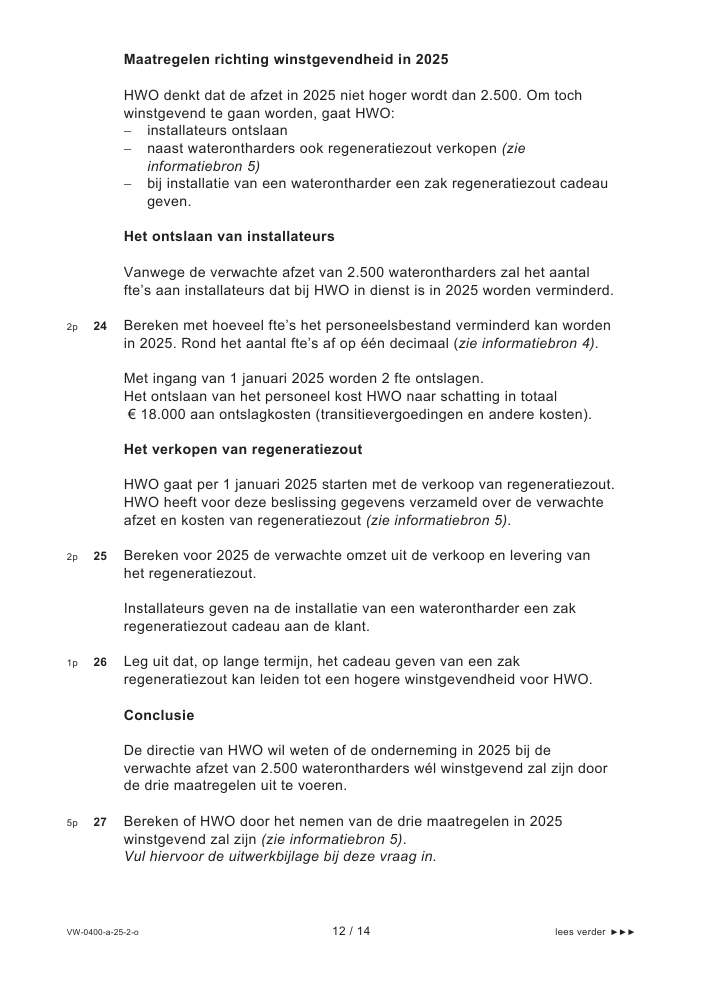 Maatregelen richting winstgevendheid in 2025
HWO denkt dat de afzet in 2025 niet hoger wordt dan 2.500. Om toch
winstgevend te gaan worden, gaat HWO:
– installateurs ontslaan
– naast waterontharders ook regeneratiezout verkopen (zie
informatiebron 5)
– bij installatie van een waterontharder een zak regeneratiezout cadeau
geven.
Het ontslaan van installateurs
Vanwege de verwachte afzet van 2.500 waterontharders zal het aantal
fte's aan installateurs dat bij HWO in dienst is in 2025 worden verminderd.
2p 24 Bereken met hoeveel fte's het personeelsbestand verminderd kan worden
in 2025. Rond het aantal fte's af op één decimaal (zie informatiebron 4).
Met ingang van 1 januari 2025 worden 2 fte ontslagen.
Het ontslaan van het personeel kost HWO naar schatting in totaal
€ 18.000 aan ontslagkosten (transitievergoedingen en andere kosten).
Het verkopen van regeneratiezout
HWO gaat per 1 januari 2025 starten met de verkoop van regeneratiezout.
HWO heeft voor deze beslissing gegevens verzameld over de verwachte
afzet en kosten van regeneratiezout (zie informatiebron 5).
2p 25 Bereken voor 2025 de verwachte omzet uit de verkoop en levering van
het regeneratiezout.
Installateurs geven na de installatie van een waterontharder een zak
regeneratiezout cadeau aan de klant.
1p 26 Leg uit dat, op lange termijn, het cadeau geven van een zak
regeneratiezout kan leiden tot een hogere winstgevendheid voor HWO.
Conclusie
De directie van HWO wil weten of de onderneming in 2025 bij de
verwachte afzet van 2.500 waterontharders wél winstgevend zal zijn door
de drie maatregelen uit te voeren.
5p 27 Bereken of HWO door het nemen van de drie maatregelen in 2025
winstgevend zal zijn (zie informatiebron 5).
Vul hiervoor de uitwerkbijlage bij deze vraag in.
VW-0400-a-25-2-o 12 / 14 lees verder ►►►